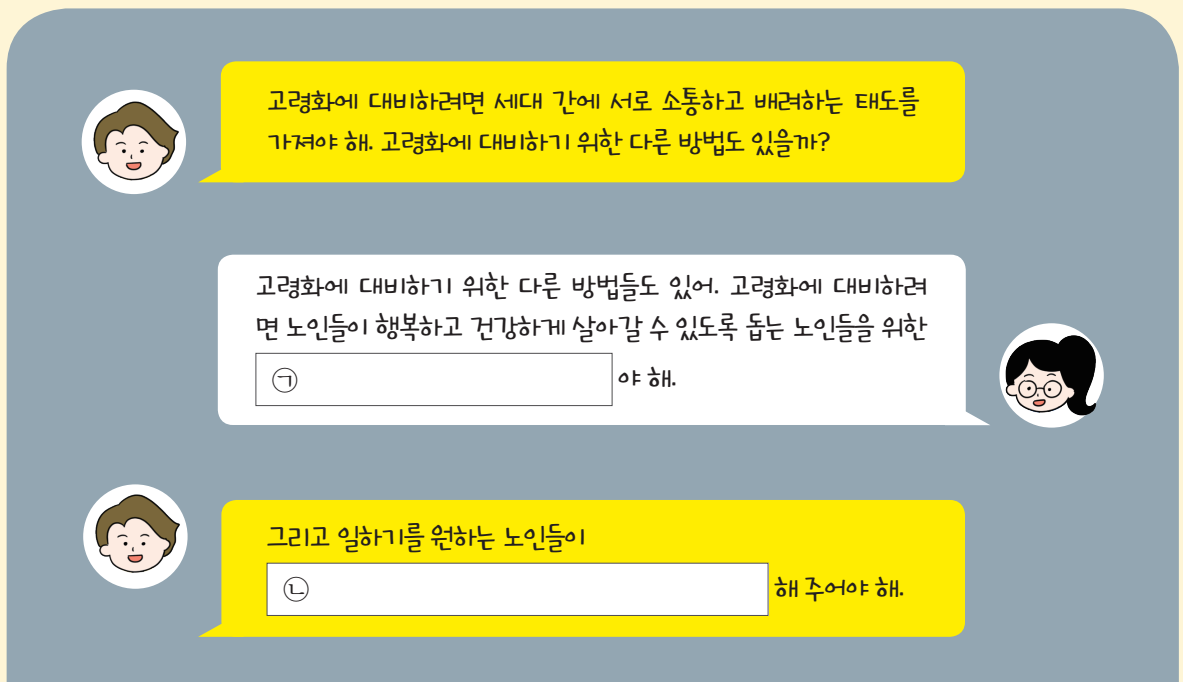 고령화에 대비하려면 세대 간에 서로 소통하고 배려하는 태도를
가져야 해. 고령화에 대비하기 위한 다른 방법도 있을까?
고령화에 대비하기 위한 다른 방법들도 있어. 고령화에 대비하려
면 노인들이 행복하고 건강하게 살아갈 수 있도록 돕는 노인들을 위한
㉠ 야 해.
그리고 일하기를 원하는 노인들이
㉡ 해 주어야 해.